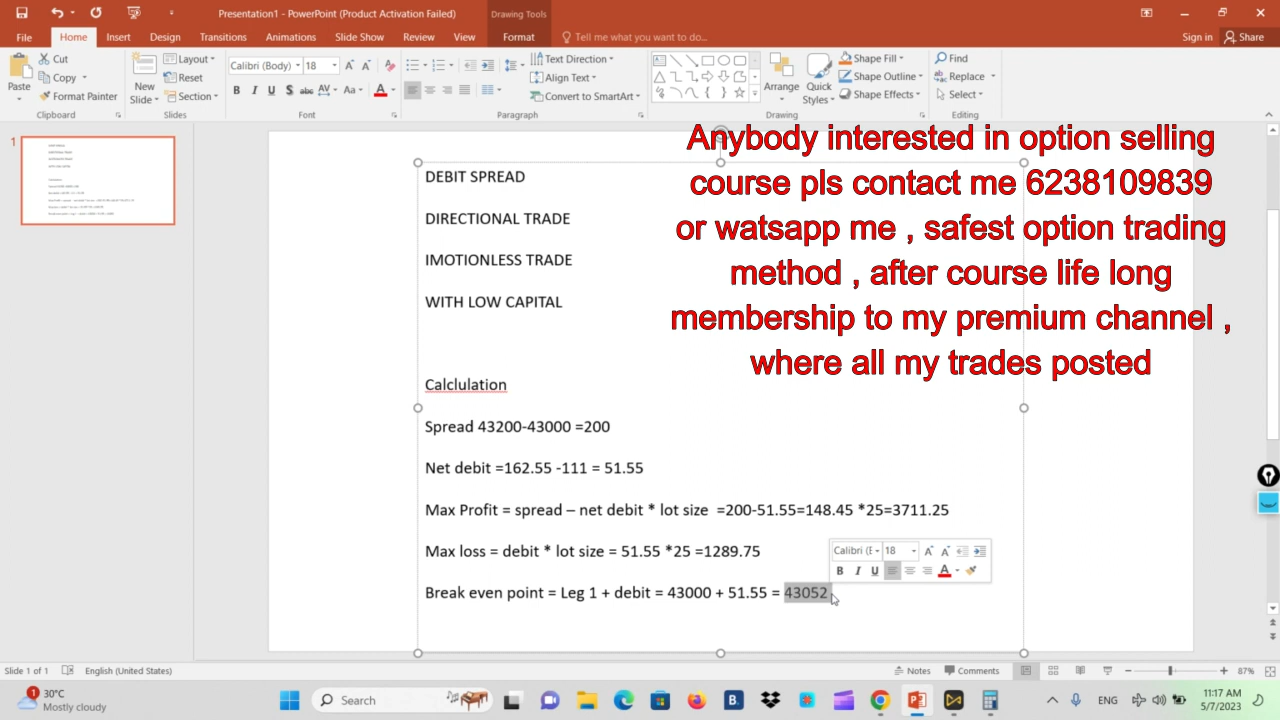 Presentation1 - PowerPoint (Product Activation Failed)
Drawing Tools
File Home Insert Design Transitions Animations Slide Show Review View Format Tell me what you want to do... Sign in Share
Paste
Cut
Copy
Format Painter
Clipboard
New
Slide
Layout
Reset
Section
Slides
Calibri (Body) 18
Font
Text Direction
Align Text
Convert to SmartArt
Paragraph
Arrange
Quick
Styles
Shape Fill
Shape Outline
Shape Effects
Drawing
Find
Replace
Select
Editing
1
Anybody interested in option selling
course pls contact me 6238109839
or watsapp me , safest option trading
method , after course life long
membership to my premium channel ,
where all my trades posted
DEBIT SPREAD
DIRECTIONAL TRADE
IMOTIONLESS TRADE
WITH LOW CAPITAL
Calclulation
Spread 43200-43000 =200
Net debit =162.55 -111 = 51.55
Max Profit = spread – net debit * lot size =200-51.55=148.45 *25=3711.25
Max loss = debit * lot size = 51.55 *25 =1289.75
Calibri (E 18
Break even point = Leg 1 + debit = 43000 + 51.55 = 43052
Slide 1 of 1 English (United States) Notes Comments 87%
30°C
Mostly cloudy
Search
ENG
11:17 AM
5/7/2023